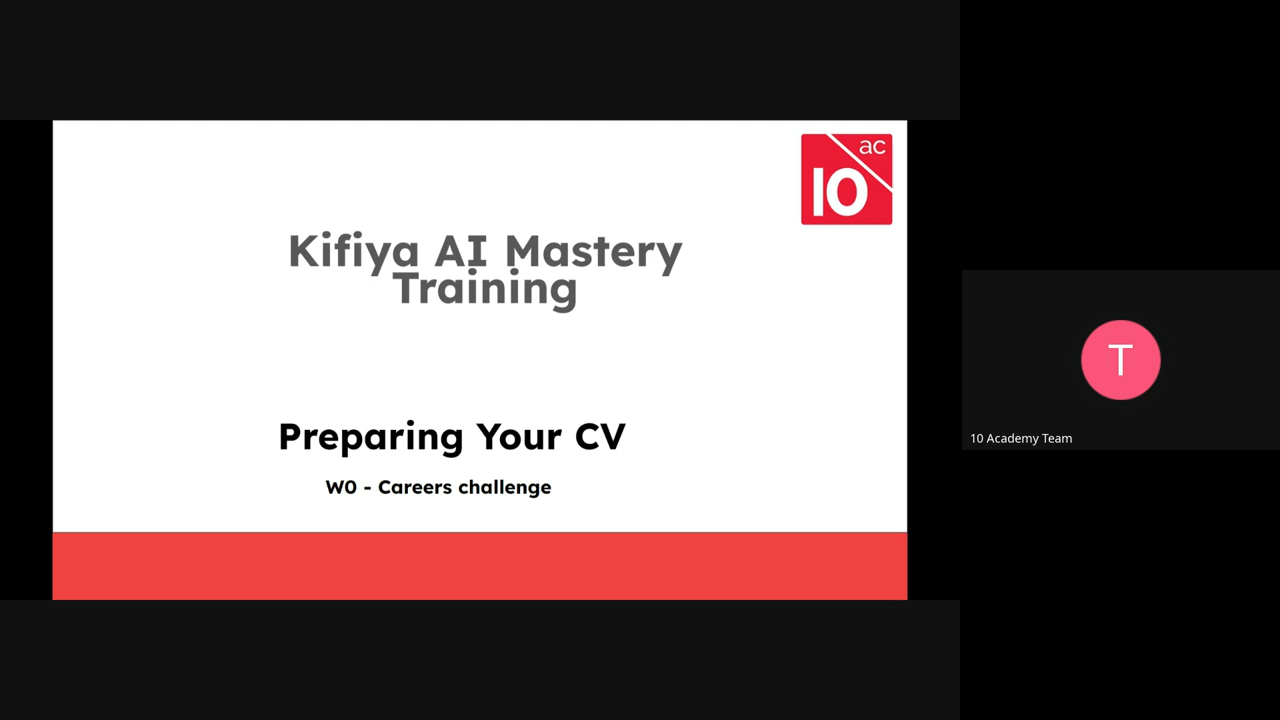 ac
10
Kifiya AI Mastery
Training
Preparing Your CV
W0 - Careers challenge
T
10 Academy Team